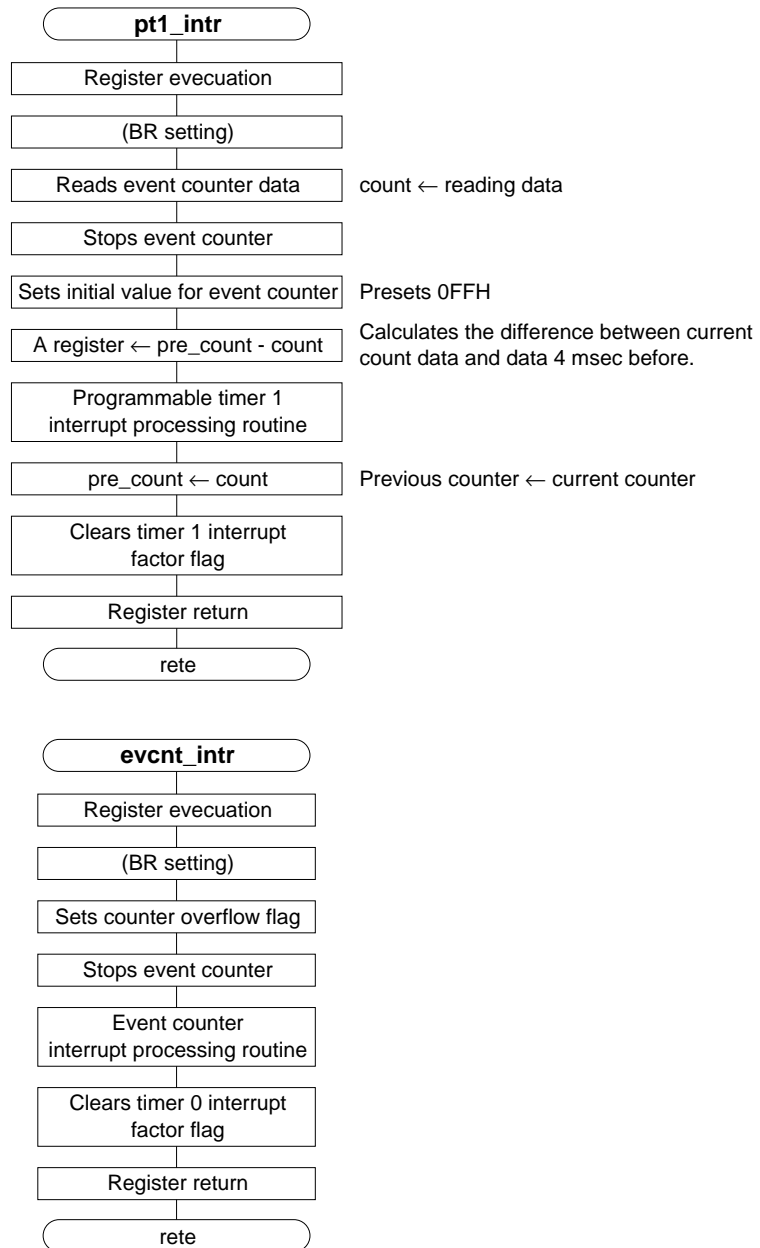 pt1_intr
Register evecuation
(BR setting)
Reads event counter data
count ← reading data
Stops event counter
Sets initial value for event counter
Presets 0FFH
A register ← pre_count - count
Calculates the difference between current
count data and data 4 msec before.
Programmable timer 1
interrupt processing routine
pre_count ← count
Previous counter ← current counter
Clears timer 1 interrupt
factor flag
Register return
rete
evcnt_intr
Register evecuation
(BR setting)
Sets counter overflow flag
Stops event counter
Event counter
interrupt processing routine
Clears timer 0 interrupt
factor flag
Register return
rete